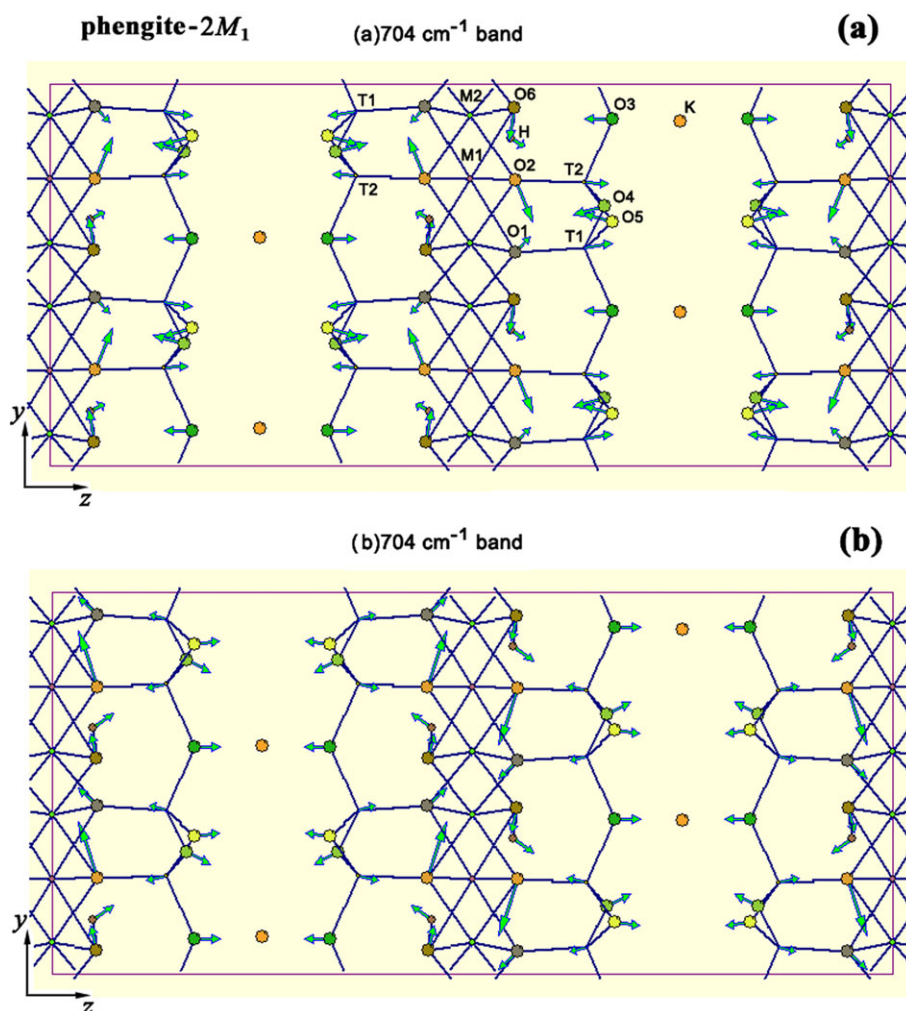 phengite-2M₁ (a)704 cm⁻¹ band (a)
T1 M2 O6 O3 K
H
M1 O2 T2
T2 O4
O5
O1 T1
y
z
(b)704 cm⁻¹ band (b)
y
z